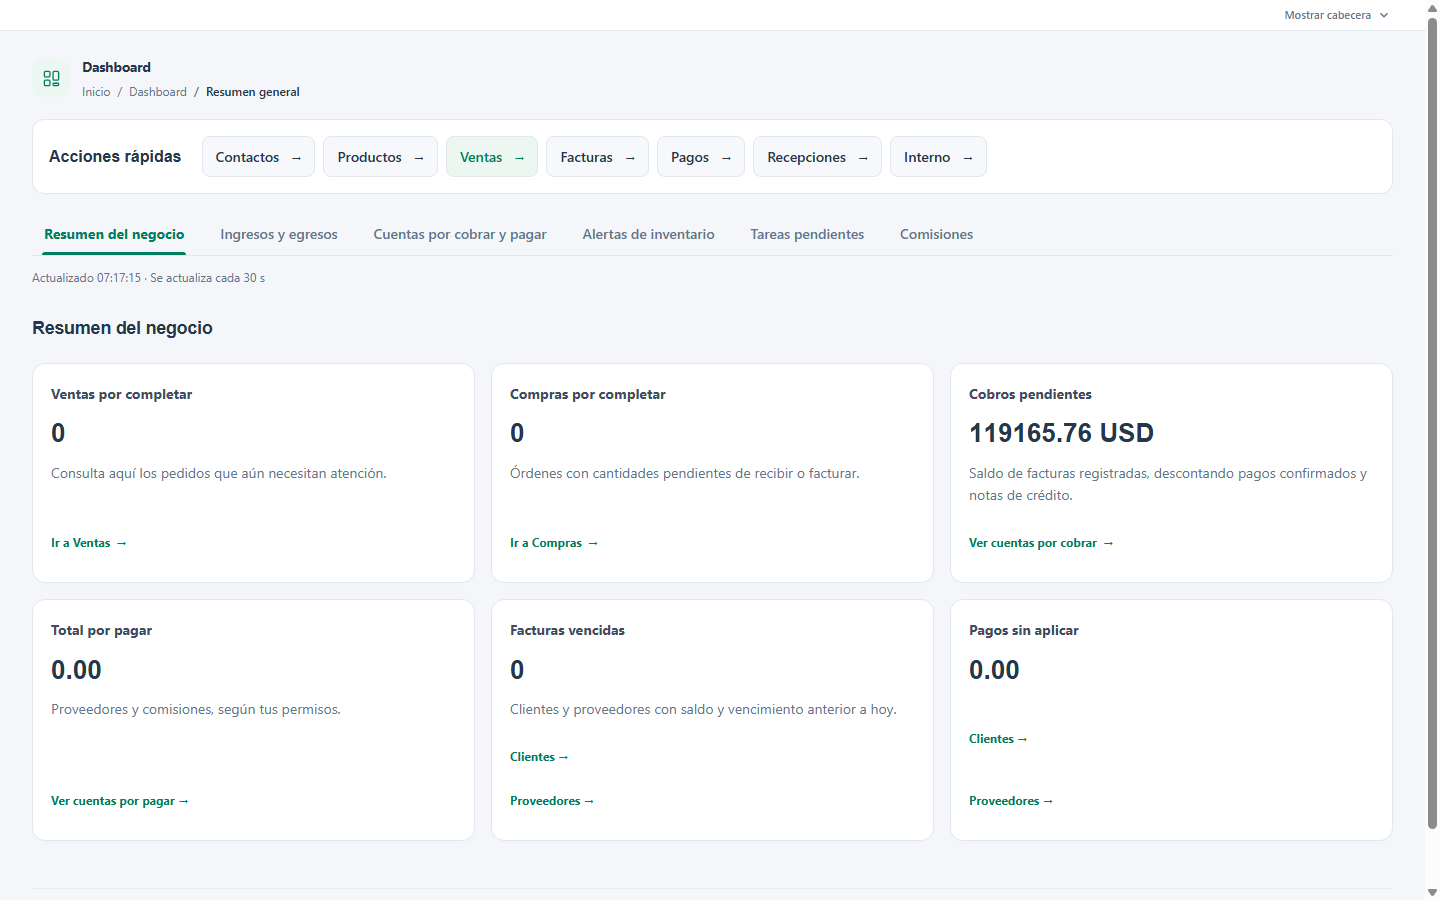 Mostrar cabecera
Dashboard
Inicio / Dashboard / Resumen general
Acciones rápidas
Contactos →
Productos →
Ventas →
Facturas →
Pagos →
Recepciones →
Interno →
Resumen del negocio
Ingresos y egresos
Cuentas por cobrar y pagar
Alertas de inventario
Tareas pendientes
Comisiones
Actualizado 07:17:15 · Se actualiza cada 30 s
Resumen del negocio
Ventas por completar
0
Consulta aquí los pedidos que aún necesitan atención.
Ir a Ventas →
Compras por completar
0
Órdenes con cantidades pendientes de recibir o facturar.
Ir a Compras →
Cobros pendientes
119165.76 USD
Saldo de facturas registradas, descontando pagos confirmados y
notas de crédito.
Ver cuentas por cobrar →
Total por pagar
0.00
Proveedores y comisiones, según tus permisos.
Ver cuentas por pagar →
Facturas vencidas
0
Clientes y proveedores con saldo y vencimiento anterior a hoy.
Clientes →
Proveedores →
Pagos sin aplicar
0.00
Clientes →
Proveedores →